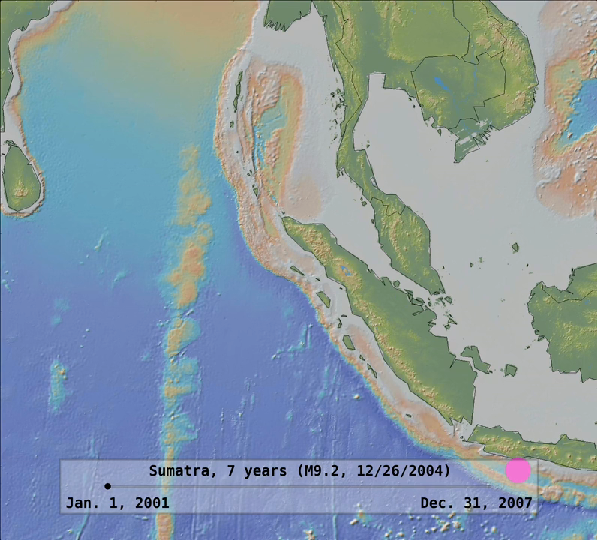 Sumatra, 7 years (M9.2, 12/26/2004)
Jan. 1, 2001 Dec. 31, 2007